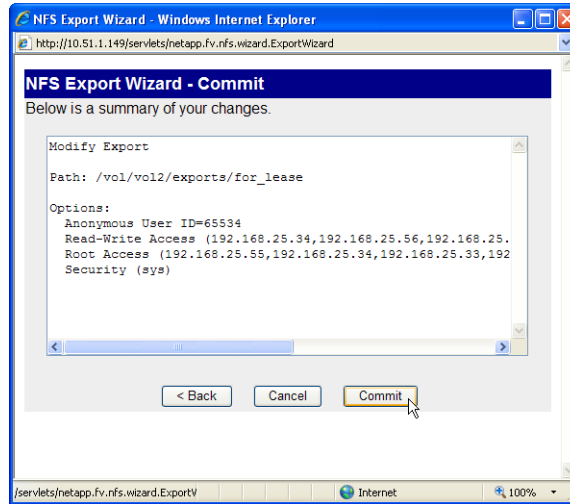 NFS Export Wizard - Windows Internet Explorer
http://10.51.1.149/servlets/netapp.fv.nfs.wizard.ExportWizard
NFS Export Wizard - Commit
Below is a summary of your changes.
Modify Export
Path: /vol/vol2/exports/for_lease
Options:
Anonymous User ID=65534
Read-Write Access (192.168.25.34,192.168.25.56,192.168.25.
Root Access (192.168.25.55,192.168.25.34,192.168.25.33,192
Security (sys)
< Back Cancel Commit
/servlets/netapp.fv.nfs.wizard.ExportW Internet 100%